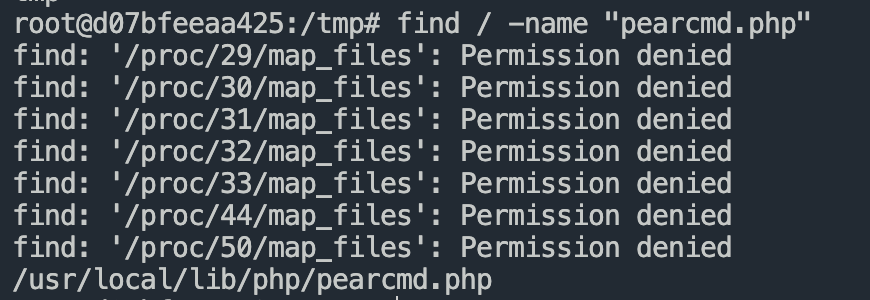 root@d07bfeeaa425:/tmp# find / -name "pearcmd.php"
find: '/proc/29/map_files': Permission denied
find: '/proc/30/map_files': Permission denied
find: '/proc/31/map_files': Permission denied
find: '/proc/32/map_files': Permission denied
find: '/proc/33/map_files': Permission denied
find: '/proc/44/map_files': Permission denied
find: '/proc/50/map_files': Permission denied
/usr/local/lib/php/pearcmd.php